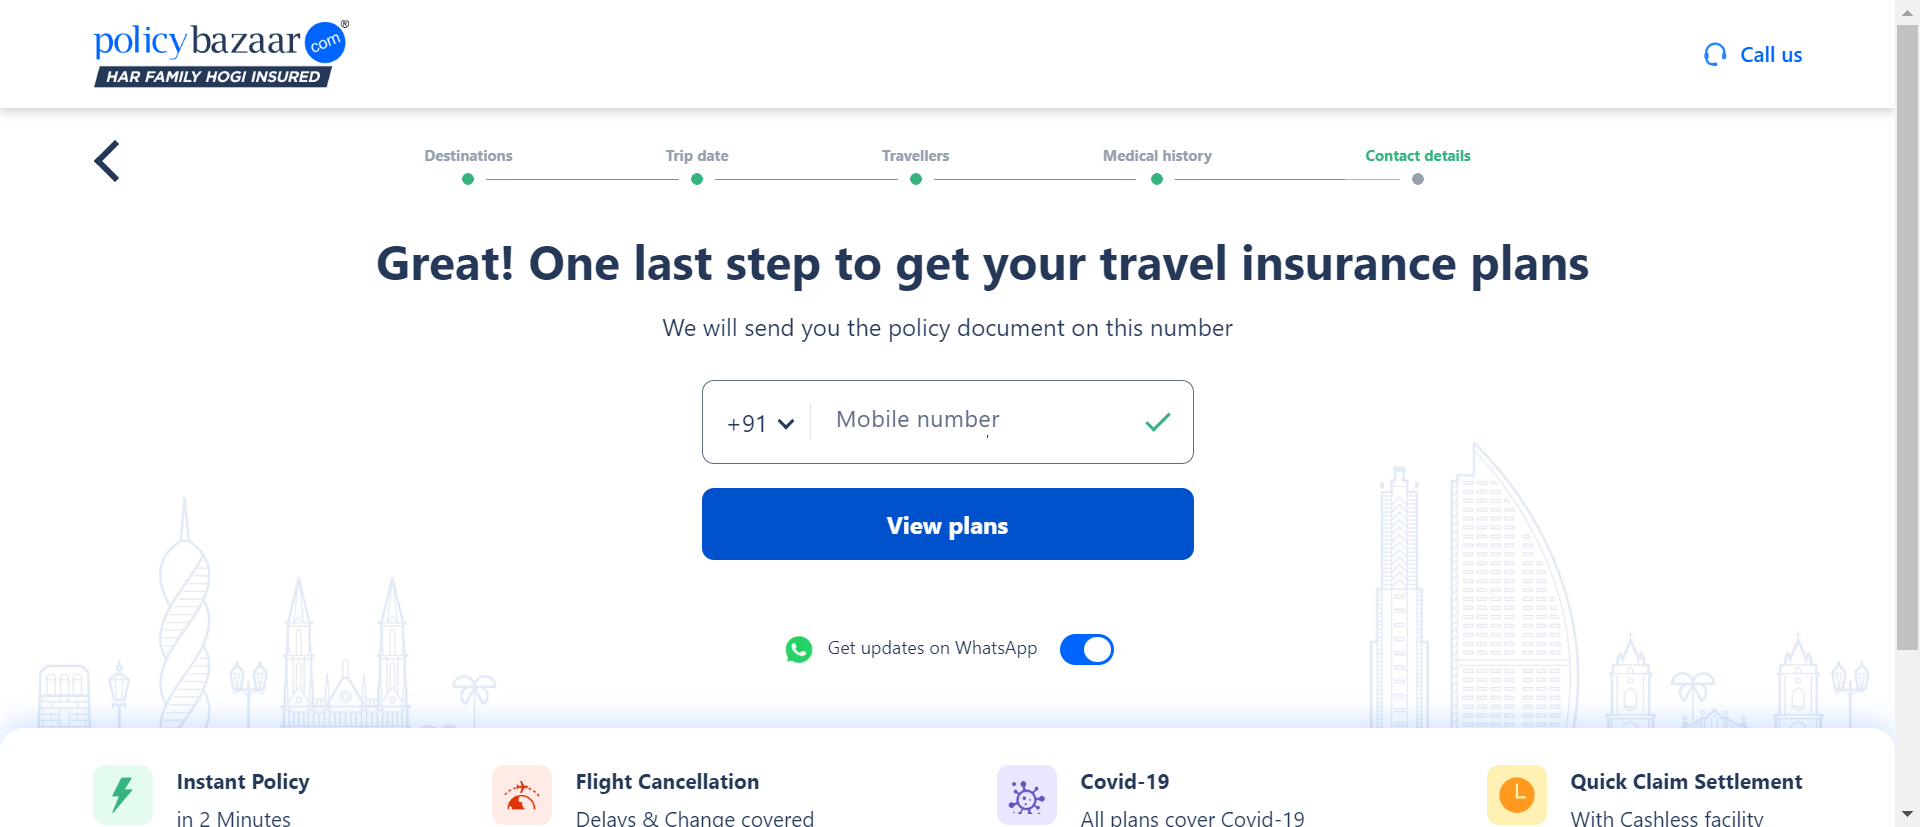 policybazaar com ®
HAR FAMILY HOGI INSURED
Call us
Destinations
Trip date
Travellers
Medical history
Contact details
Great! One last step to get your travel insurance plans
We will send you the policy document on this number
+91
Mobile number
View plans
Get updates on WhatsApp
Instant Policy
in 2 Minutes
Flight Cancellation
Delays & Change covered
Covid-19
All plans cover Covid-19
Quick Claim Settlement
With Cashless facility